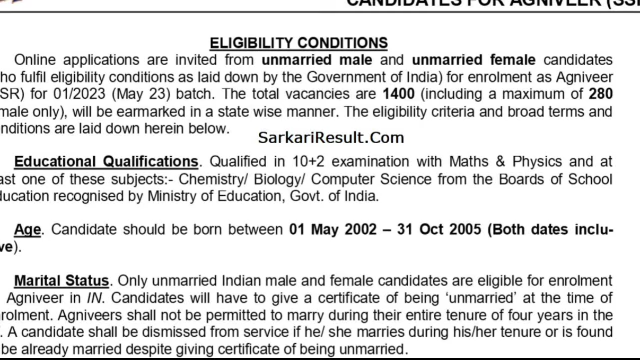 CANDIDATES FOR AGNIVEER (SS
ELIGIBILITY CONDITIONS
Online applications are invited from unmarried male and unmarried female candidates
ho fulfil eligibility conditions as laid down by the Government of India) for enrolment as Agniveer
SR) for 01/2023 (May 23) batch. The total vacancies are 1400 (including a maximum of 280
male only), will be earmarked in a state wise manner. The eligibility criteria and broad terms and
nditions are laid down herein below.
SarkariResult.Com
Educational Qualifications. Qualified in 10+2 examination with Maths & Physics and at
ast one of these subjects:- Chemistry/ Biology/ Computer Science from the Boards of School
ducation recognised by Ministry of Education, Govt. of India.
Age. Candidate should be born between 01 May 2002 – 31 Oct 2005 (Both dates inclu-
ve).
Marital Status. Only unmarried Indian male and female candidates are eligible for enrolment
Agniveer in IN. Candidates will have to give a certificate of being ‘unmarried’ at the time of
rolment. Agniveers shall not be permitted to marry during their entire tenure of four years in the
. A candidate shall be dismissed from service if he/ she marries during his/her tenure or is found
be already married despite giving certificate of being unmarried.